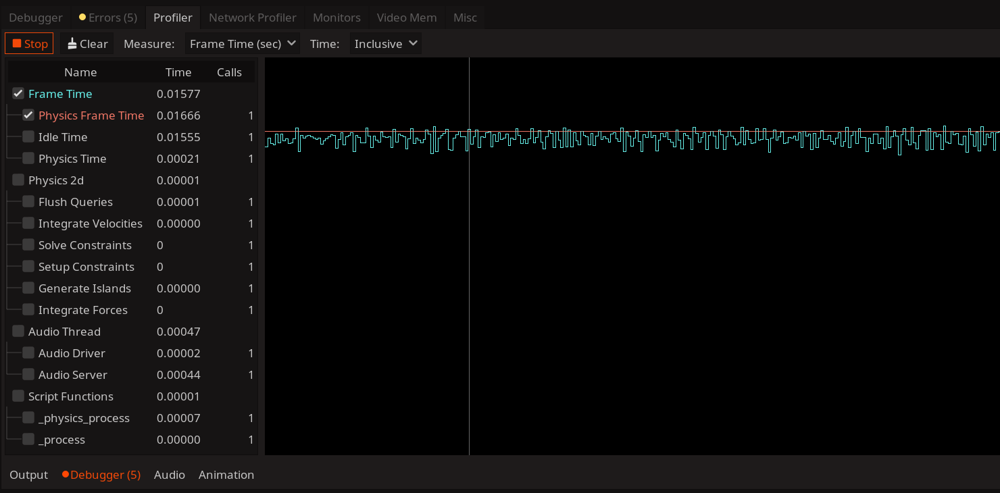 Debugger Errors (5) Profiler Network Profiler Monitors Video Mem Misc
Stop Clear Measure: Frame Time (sec) Time: Inclusive
Name Time Calls
Frame Time 0.01577
Physics Frame Time 0.01666 1
Idle Time 0.01555 1
Physics Time 0.00021 1
Physics 2d 0.00001
Flush Queries 0.00001 1
Integrate Velocities 0.00000 1
Solve Constraints 0 1
Setup Constraints 0 1
Generate Islands 0.00000 1
Integrate Forces 0 1
Audio Thread 0.00047
Audio Driver 0.00002 1
Audio Server 0.00044 1
Script Functions 0.00001
_physics_process 0.00007 1
_process 0.00000 1
Output Debugger (5) Audio Animation